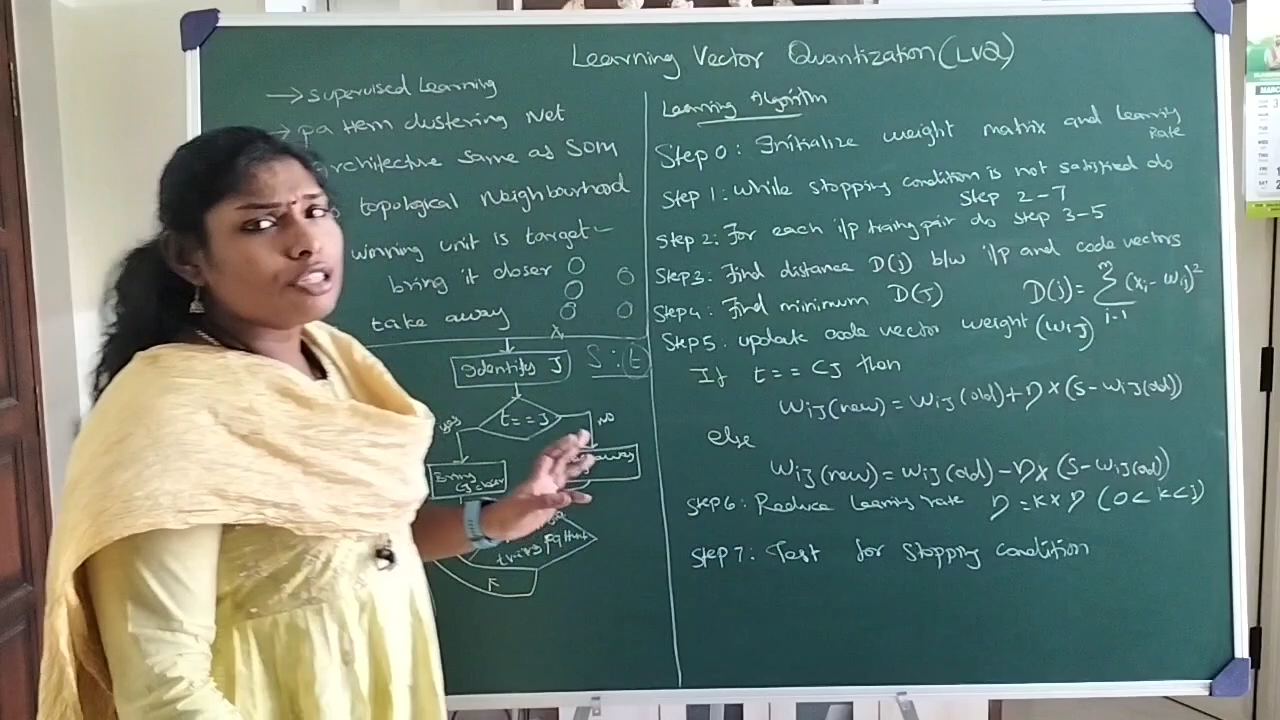 Learning Vector Quantization (LVQ)
→ supervised Learning
→ pattern clustering Net
architecture same as SOM
topological Neighbourhood
winning unit is target -
bring it closer
take away
X
Identifies J
S : t
t == J
yes
NO
Bring
CJ closer
away
F
Learning Algorithm
Step 0 : Initialize weight matrix and learning
Rate
Step 1 : While stopping condition is not satisfied do
Step 2-7
Step 2 : For each i/p traing pair do step 3-5
Step 3 : Find distance D(j) b/w i/p and code vectors
Step 4 : Find minimum D(J)
D(j) = m∑i=1 (xi - wij)²
Step 5 . update code vector weight (wiJ)
If t == CJ then
wiJ(new) = wiJ(old) + η × (S - wiJ(old))
else
wiJ(new) = wiJ(old) - η × (S - wiJ(old))
Step 6 : Reduce learning rate η = K × η (0 < K < 1)
Step 7 : Test for stopping condition
MARC